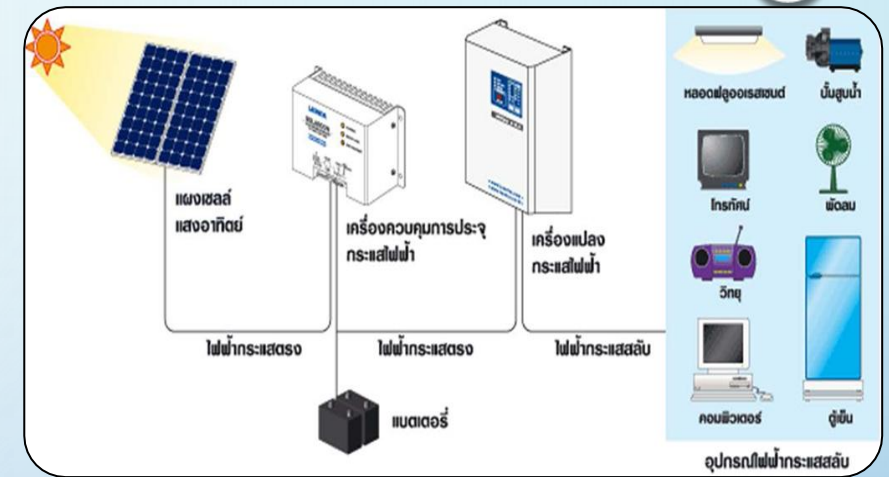 หลอดฟลูออเรสเซนต์
ปั๊มสูบน้ำ
แผงเซลล์
แสงอาทิตย์
เครื่องควบคุมการประจุ
กระแสไฟฟ้า
เครื่องแปลง
กระแสไฟฟ้า
โทรทัศน์
พัดลม
วิทยุ
ไฟฟ้ากระแสตรง
ไฟฟ้ากระแสตรง
ไฟฟ้ากระแสสลับ
แบตเตอรี่
คอมพิวเตอร์
ตู้เย็น
อุปกรณ์ไฟฟ้ากระแสสลับ